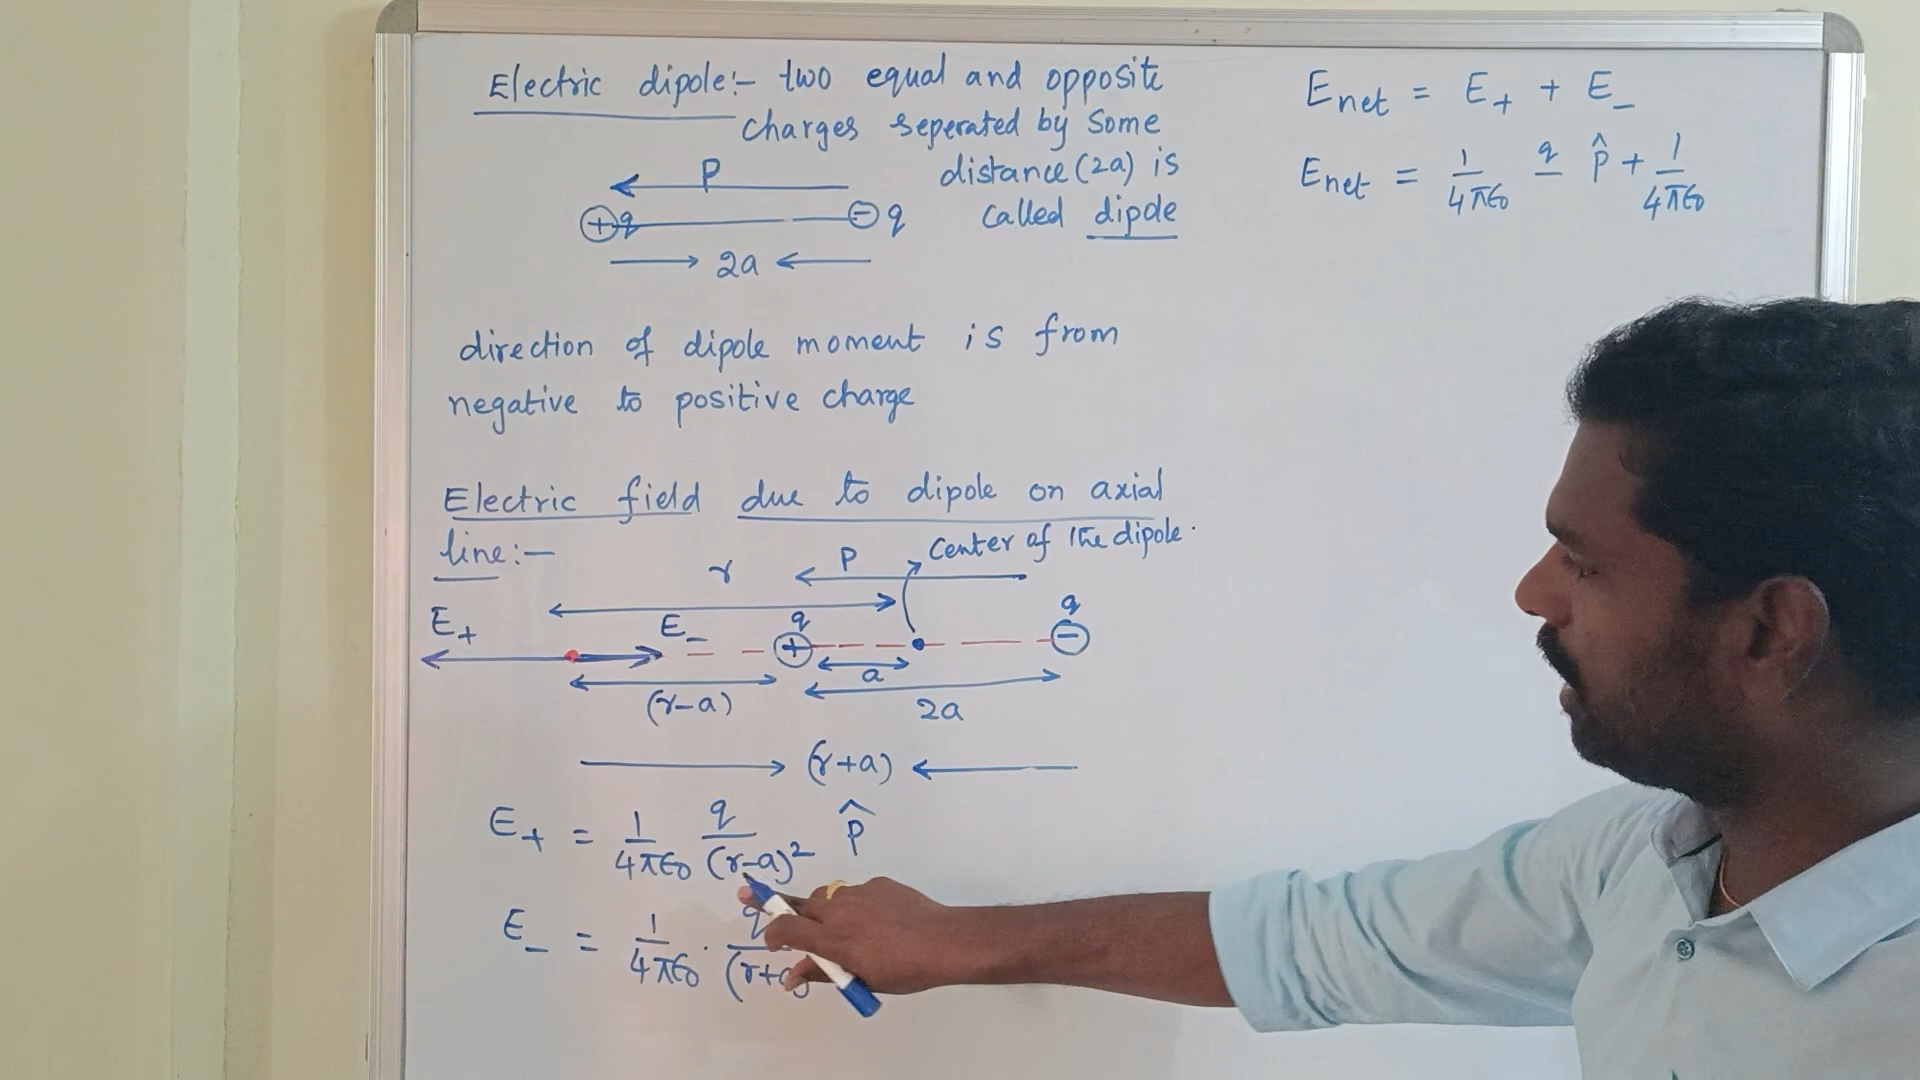 Electric dipole:- two equal and opposite
charges seperated by some
distance (2a) is
called dipole
P
+ q - q
2a
direction of dipole moment is from
negative to positive charge
Electric field due to dipole on axial
line:-
center of the dipole.
r P
E+ E- q q
+ -
a
(r-a) 2a
(r+a)
E+ = 1/4πϵ0 q/(r-a)² p̂
E- = 1/4πϵ0 . q/(r+
Enet = E+ + E-
Enet = 1/4πϵ0 q/ p̂ + 1/4πϵ0